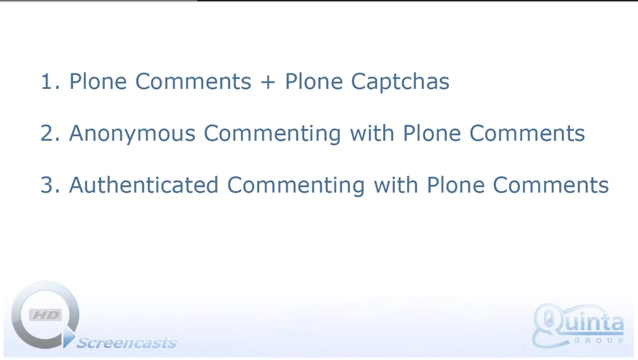 1. Plone Comments + Plone Captchas
2. Anonymous Commenting with Plone Comments
3. Authenticated Commenting with Plone Comments
HD
Screencasts
Quinta
GROUP